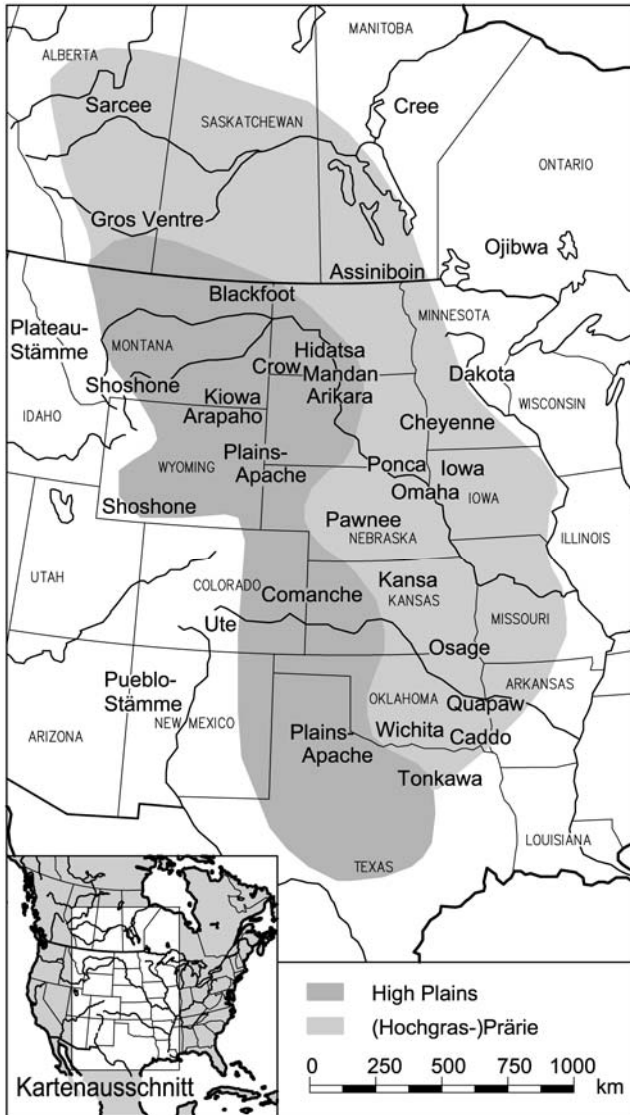 MANITOBA
ALBERTA
Sarcee
Cree
SASKATCHEWAN
ONTARIO
Gros Ventre
Ojibwa
Assiniboin
Blackfoot
MINNESOTA
Plateau-
Stämme
MONTANA
Hidatsa
Crow
Mandan
Dakota
Shoshone
Kiowa
Arikara
WISCONSIN
IDAHO
Arapaho
Cheyenne
Plains-
Apache
WYOMING
Ponca
Iowa
Omaha
IOWA
Shoshone
Pawnee
NEBRASKA
ILLINOIS
UTAH
COLORADO
Comanche
Kansa
KANSAS
MISSOURI
Ute
Osage
Pueblo-
Stämme
ARKANSAS
OKLAHOMA
Quapaw
NEW MEXICO
ARIZONA
Plains-
Apache
Wichita
Caddo
Tonkawa
LOUISIANA
TEXAS
High Plains
(Hochgras-)Prärie
0 250 500 750 1000
km
Kartenausschnitt